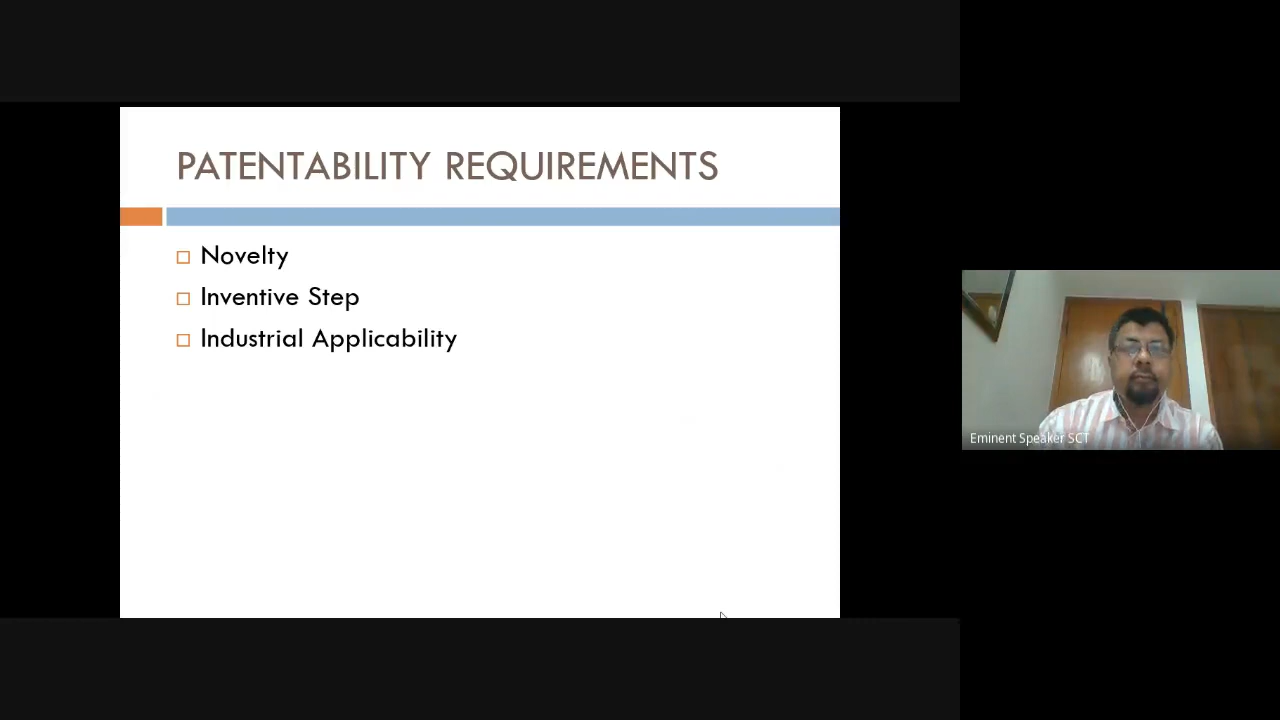 PATENTABILITY REQUIREMENTS
Novelty
Inventive Step
Industrial Applicability
Eminent Speaker SCT